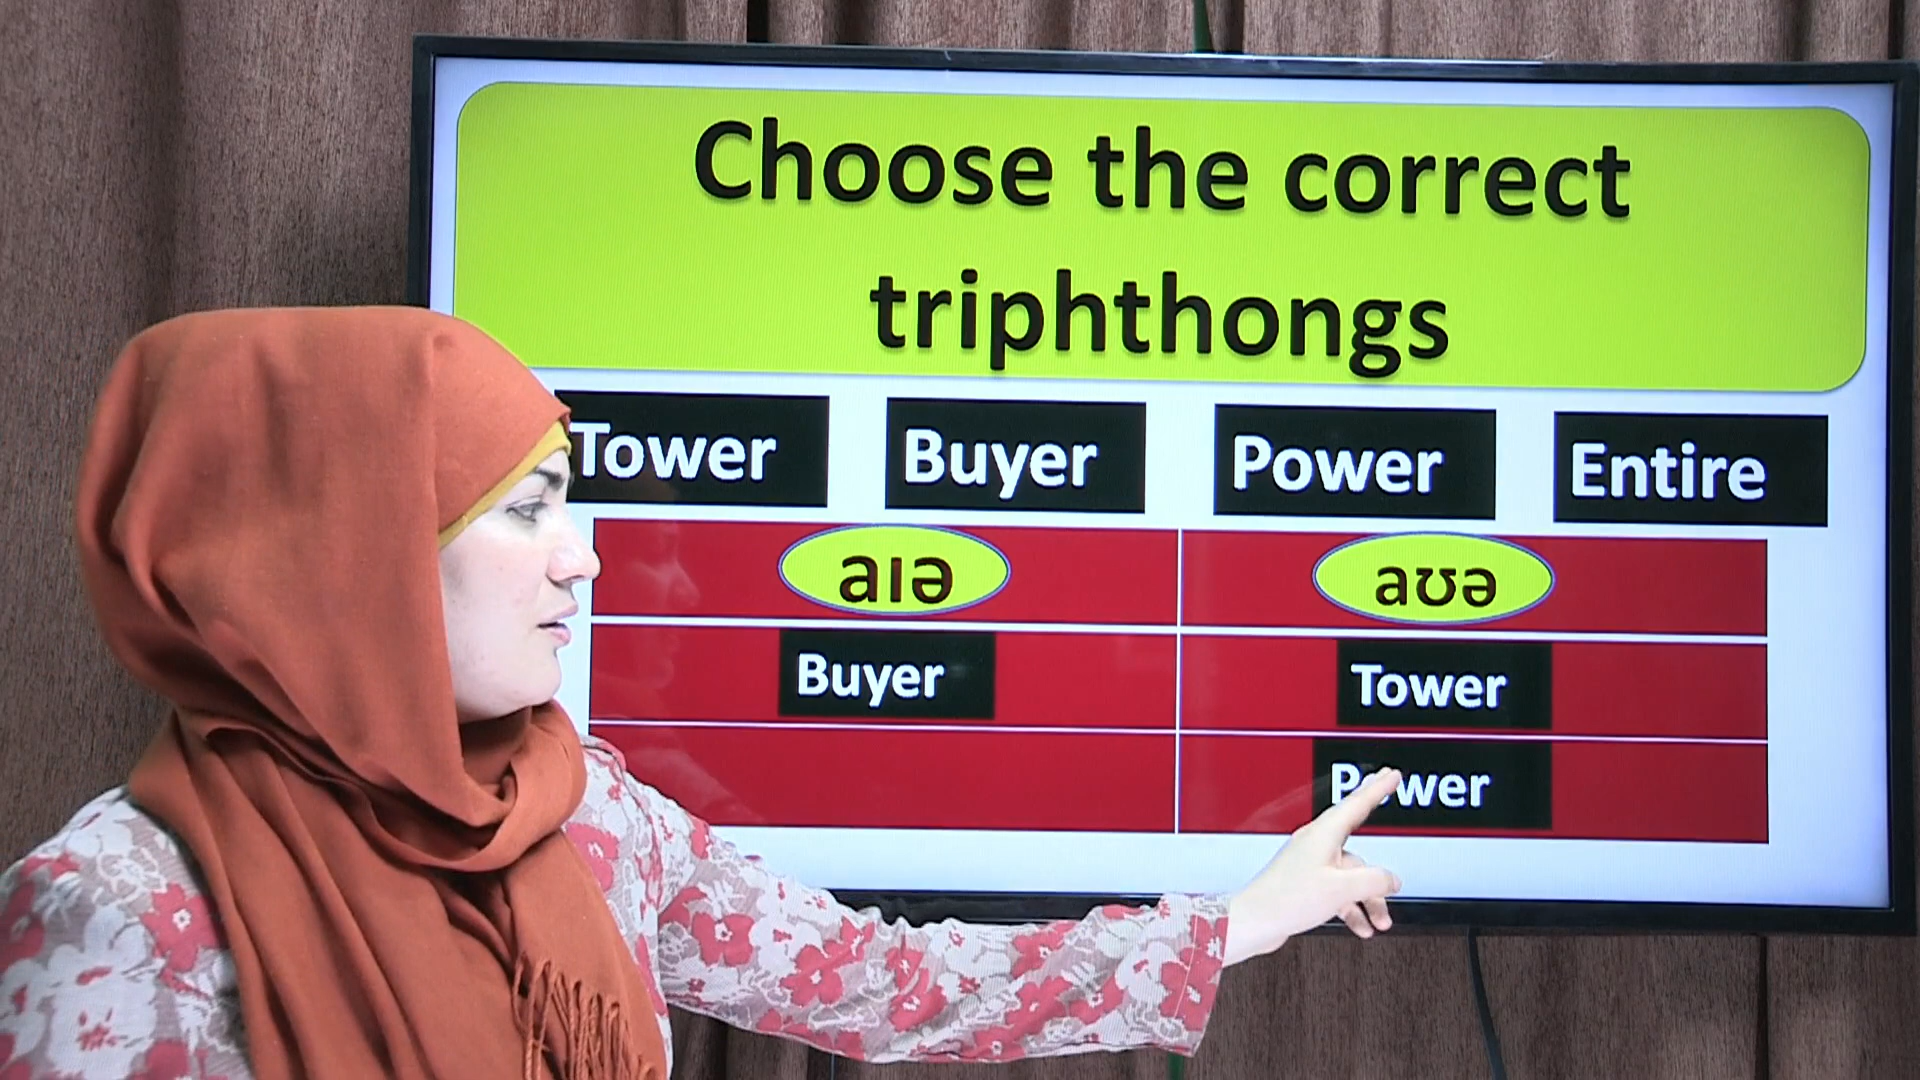 Choose the correct
triphthongs
Tower Buyer Power Entire
aɪə aʊə
Buyer Tower
Power